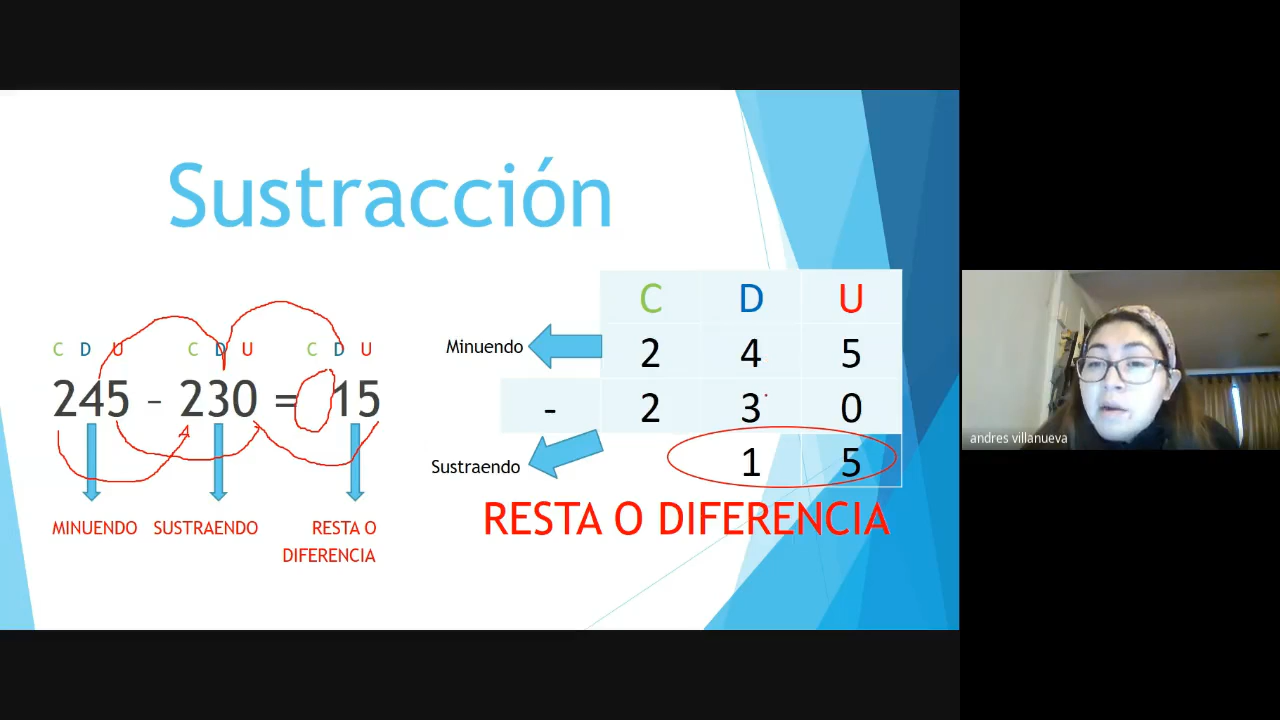 Sustracción
C D U C D U C D U
245 – 230 = 15
MINUENDO SUSTRAENDO RESTA O
DIFERENCIA
C D U
Minuendo 2 4 5
- 2 3 0
Sustraendo 1 5
RESTA O DIFERENCIA
andres villanueva